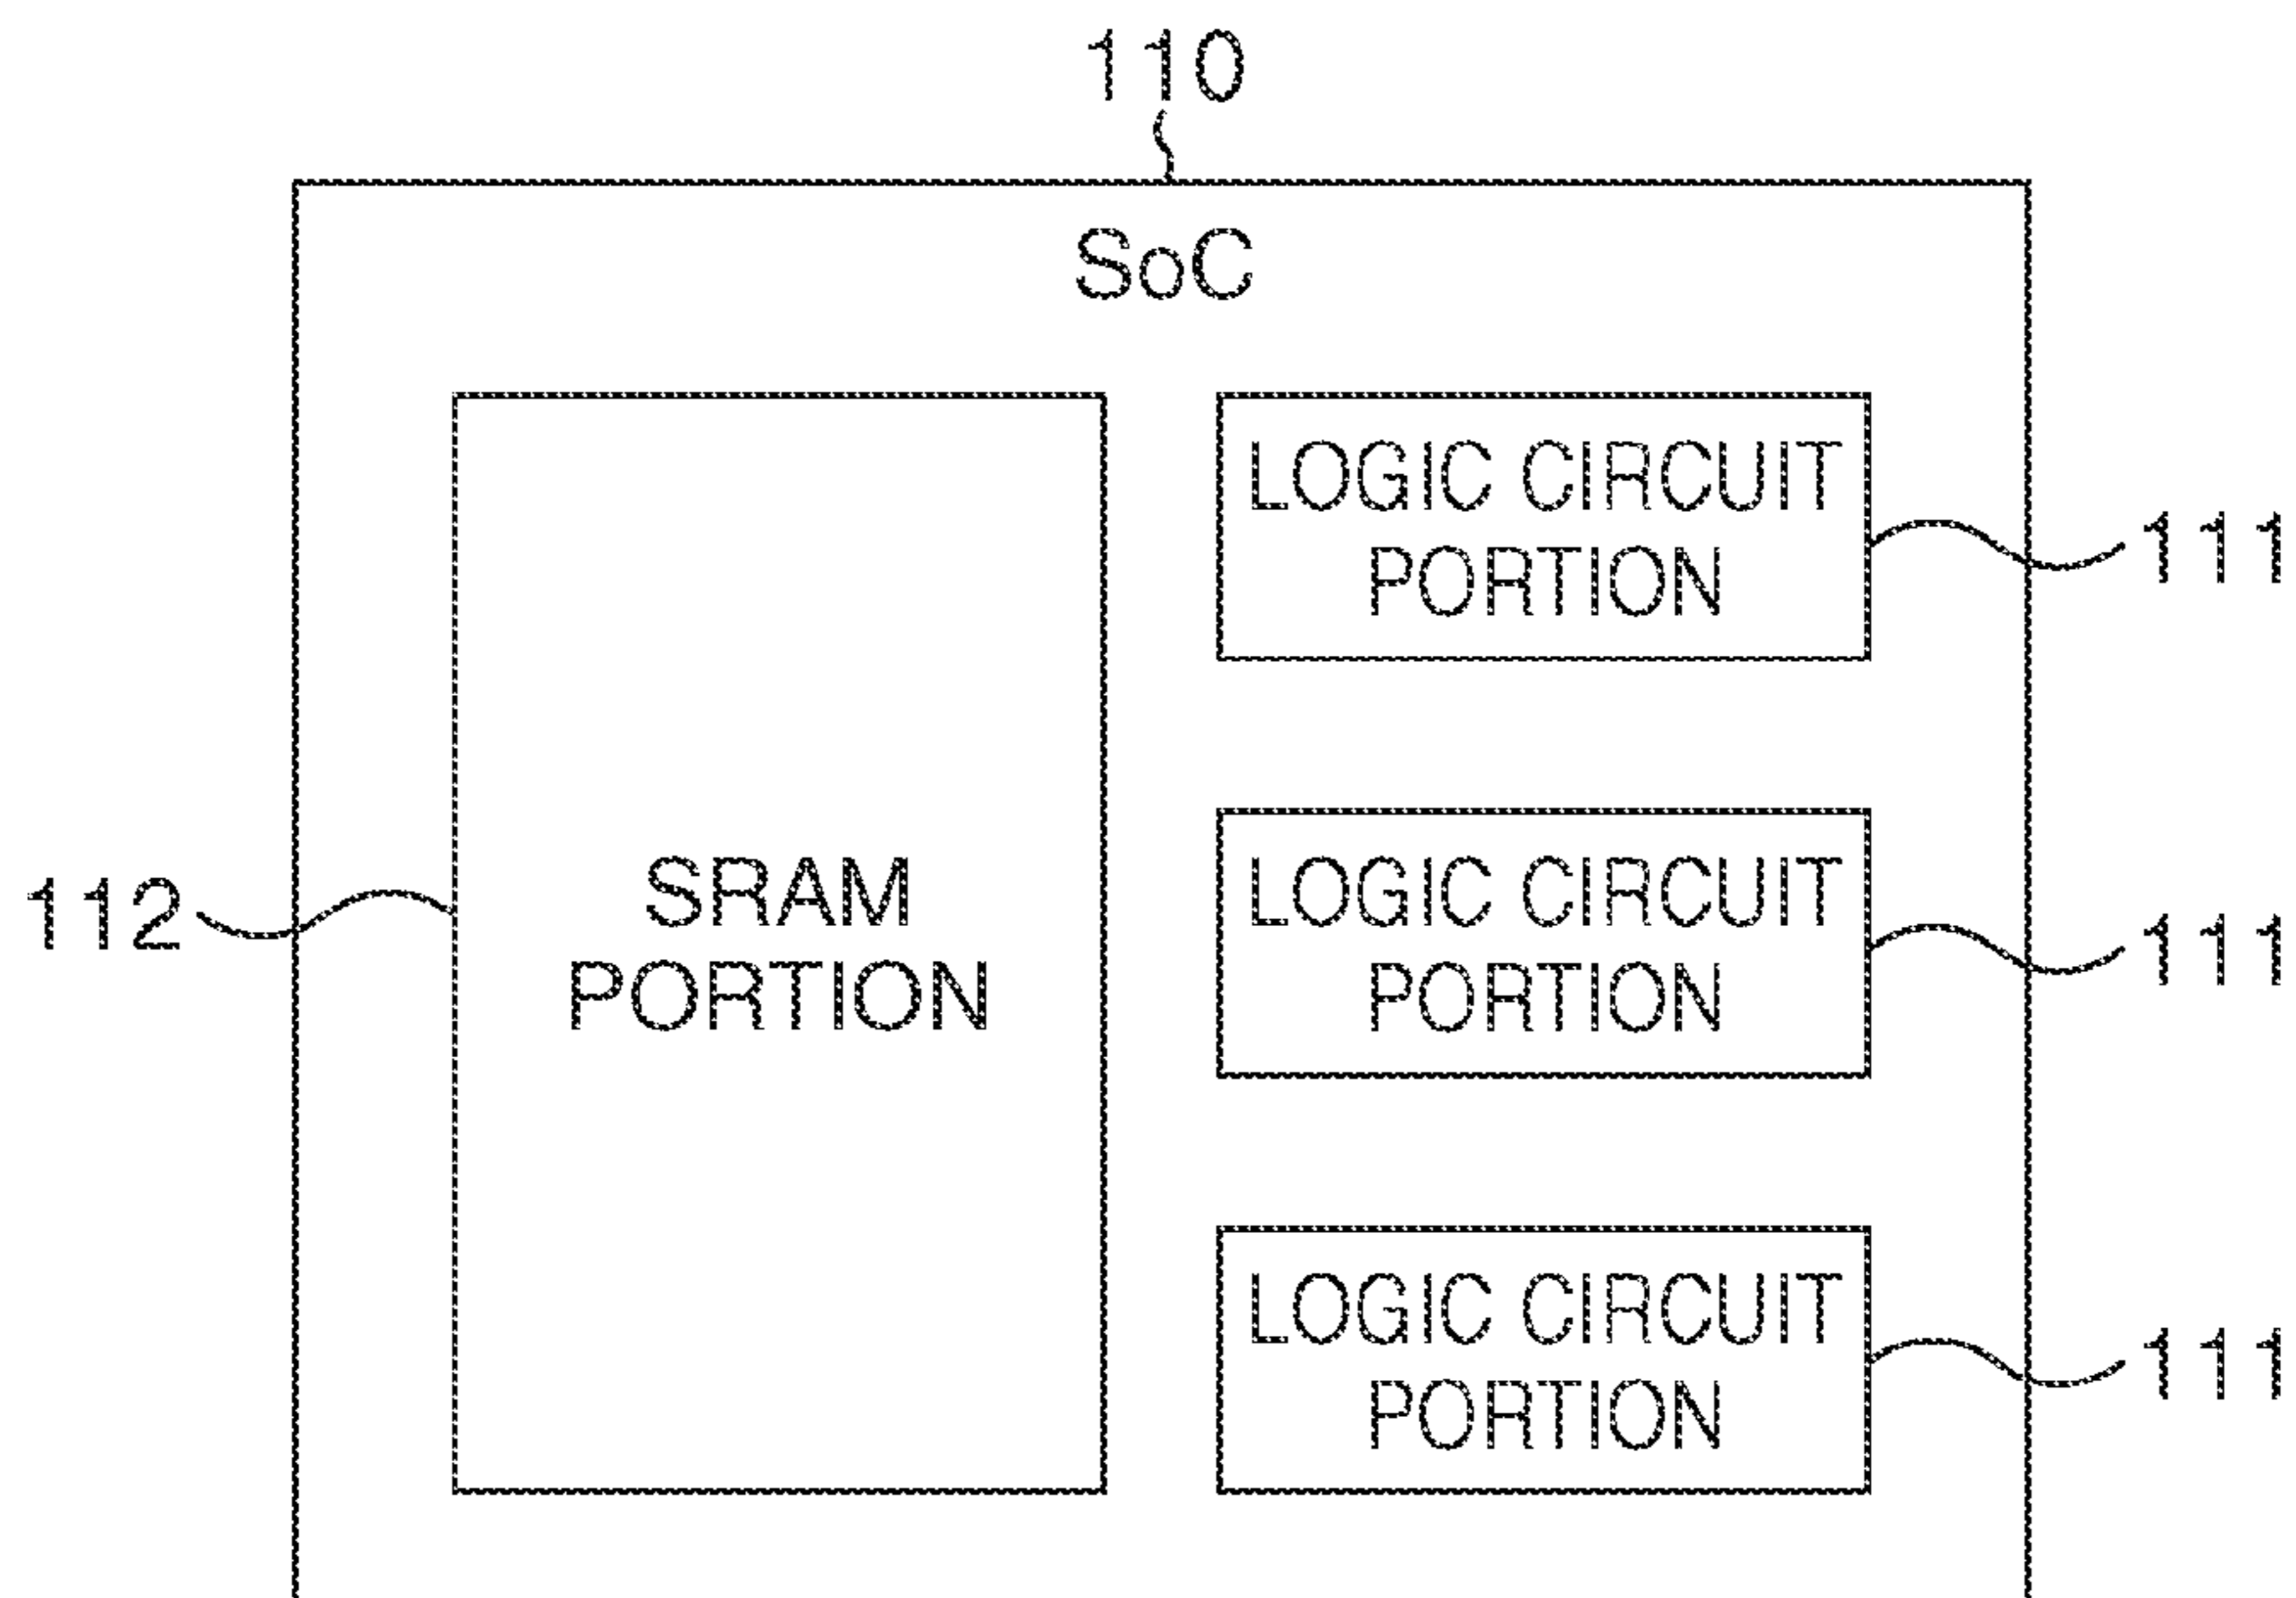 110
SoC
LOGIC CIRCUIT
PORTION
111
112
SRAM
PORTION
LOGIC CIRCUIT
PORTION
111
LOGIC CIRCUIT
PORTION
111